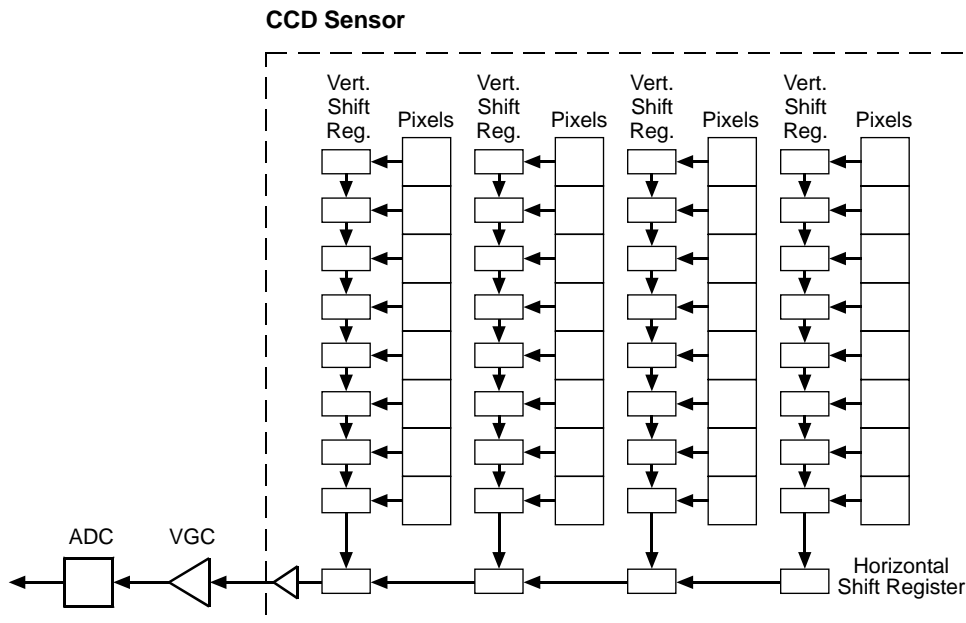 CCD Sensor
Vert.
Shift
Reg.
Pixels
Vert.
Shift
Reg.
Pixels
Vert.
Shift
Reg.
Pixels
Vert.
Shift
Reg.
Pixels
ADC
VGC
Horizontal
Shift Register